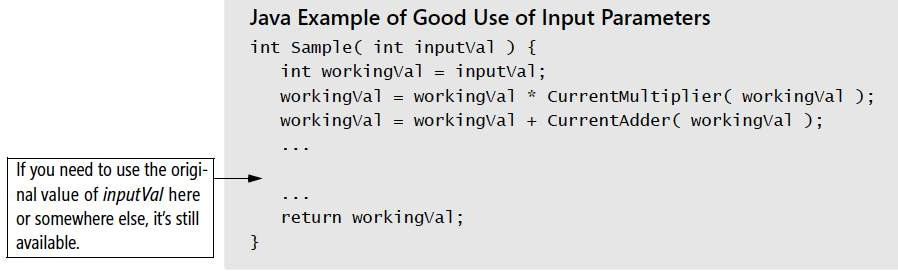 Java Example of Good Use of Input Parameters
int Sample( int inputVal ) {
int workingVal = inputVal;
workingVal = workingVal * CurrentMultiplier( workingVal );
workingVal = workingVal + CurrentAdder( workingVal );
...
If you need to use the origi-
nal value of inputVal here
or somewhere else, it's still
available.
...
return workingVal;
}